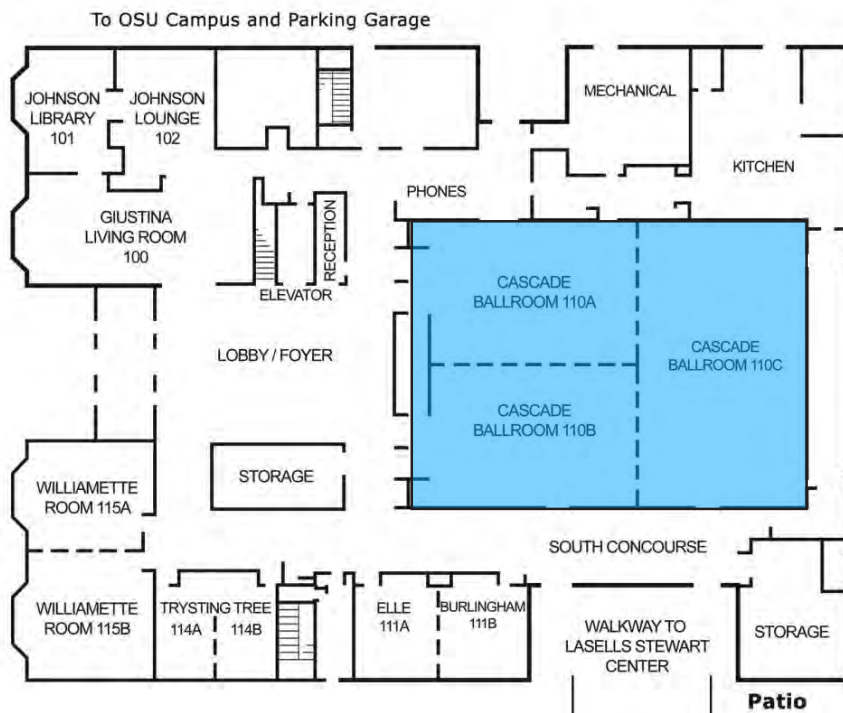 To OSU Campus and Parking Garage
JOHNSON
LIBRARY
101
JOHNSON
LOUNGE
102
MECHANICAL
KITCHEN
PHONES
GIUSTINA
LIVING ROOM
100
RECEPTION
ELEVATOR
CASCADE
BALLROOM 110A
CASCADE
BALLROOM 110C
LOBBY / FOYER
CASCADE
BALLROOM 110B
STORAGE
WILLIAMETTE
ROOM 115A
SOUTH CONCOURSE
WILLIAMETTE
ROOM 115B
TRYSTING TREE
114A 114B
ELLE
111A
BURLINGHAM
111B
WALKWAY TO
LASELLS STEWART
CENTER
STORAGE
Patio